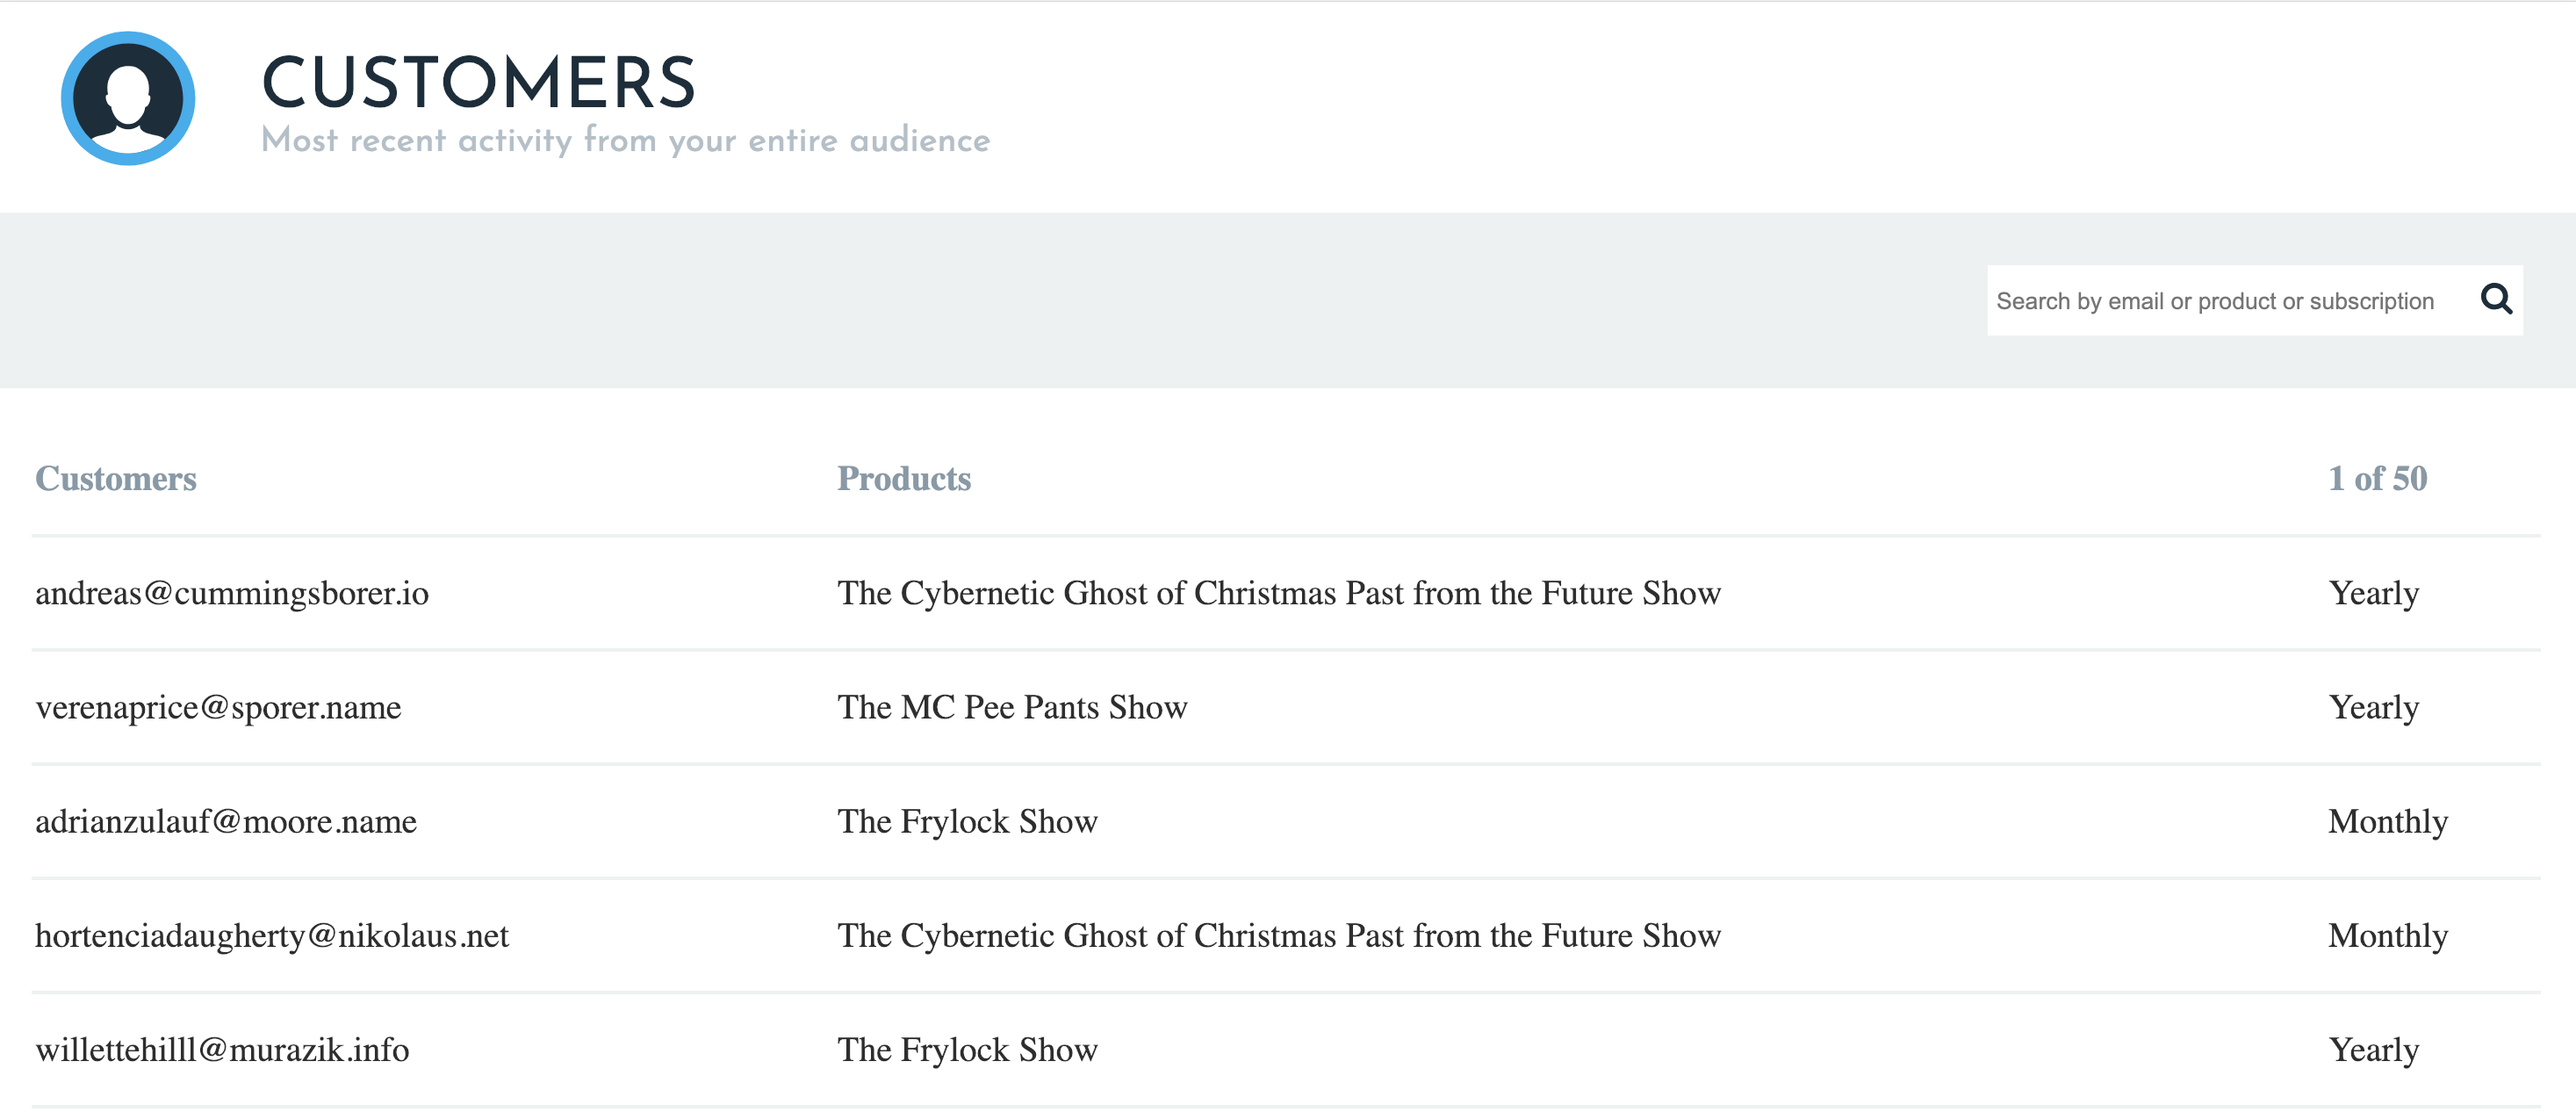 CUSTOMERS
Most recent activity from your entire audience
Search by email or product or subscription
Customers Products 1 of 50
andreas@cummingsborer.io The Cybernetic Ghost of Christmas Past from the Future Show Yearly
verenaprice@sporer.name The MC Pee Pants Show Yearly
adrianzulauf@moore.name The Frylock Show Monthly
hortenciadaugherty@nikolaus.net The Cybernetic Ghost of Christmas Past from the Future Show Monthly
willettehilll@murazik.info The Frylock Show Yearly